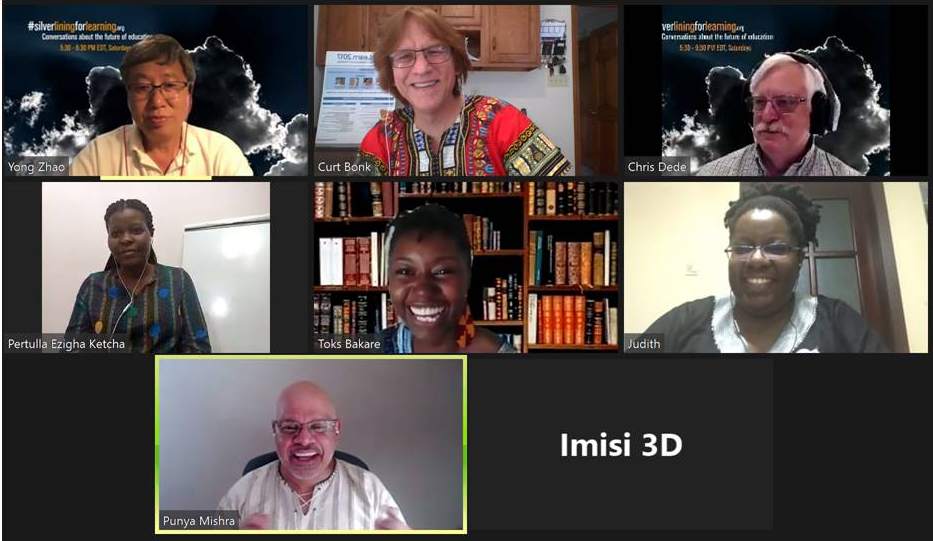 #silverliningforlearning.org
Conversations about the future of education
5:30 - 6:30 PM EDT, Saturdays
Yong Zhao
Curt Bonk
verliningforlearning.org
Conversations about the future of education
5:30 - 6:30 PM EDT, Saturdays
Chris Dede
Pertulla Ezigha Ketcha
Toks Bakare
Judith
Punya Mishra
Imisi 3D